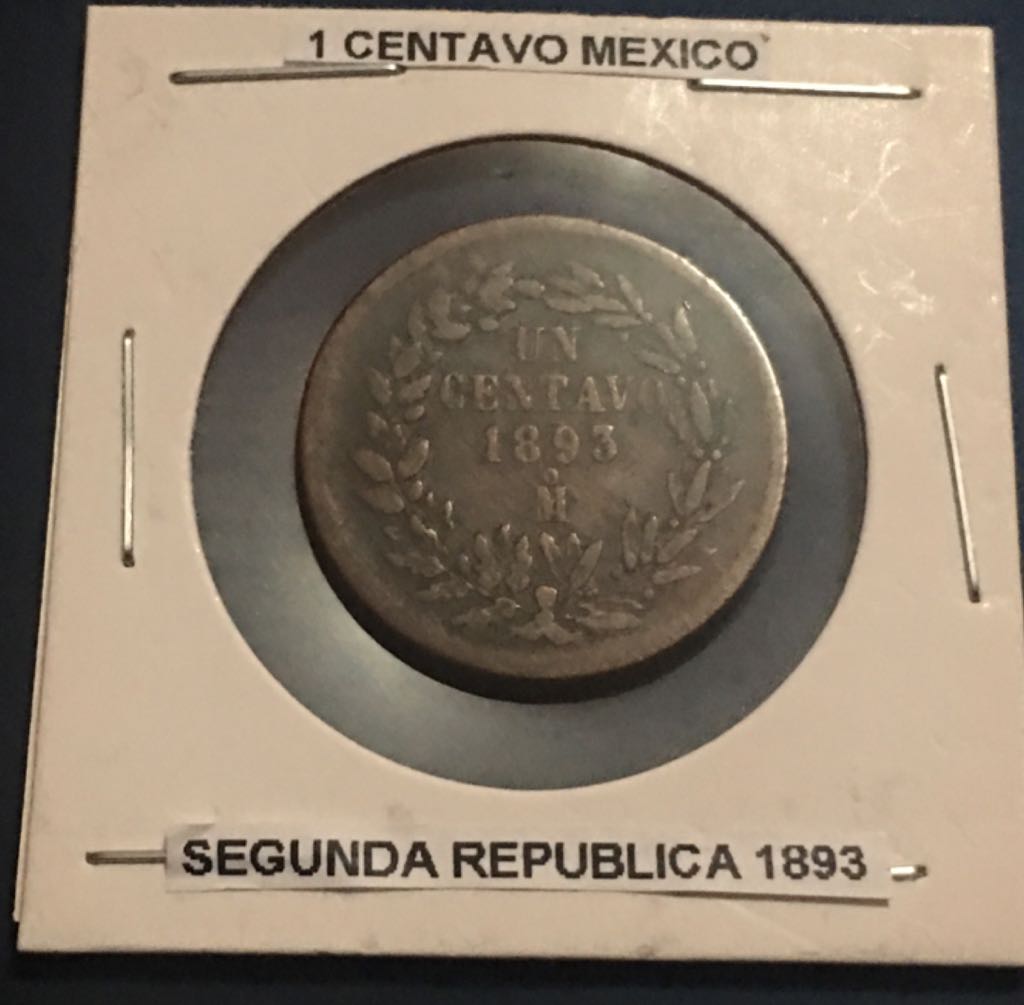 1 CENTAVO MEXICO
UN
CENTAVO
1893
º
M
SEGUNDA REPUBLICA 1893